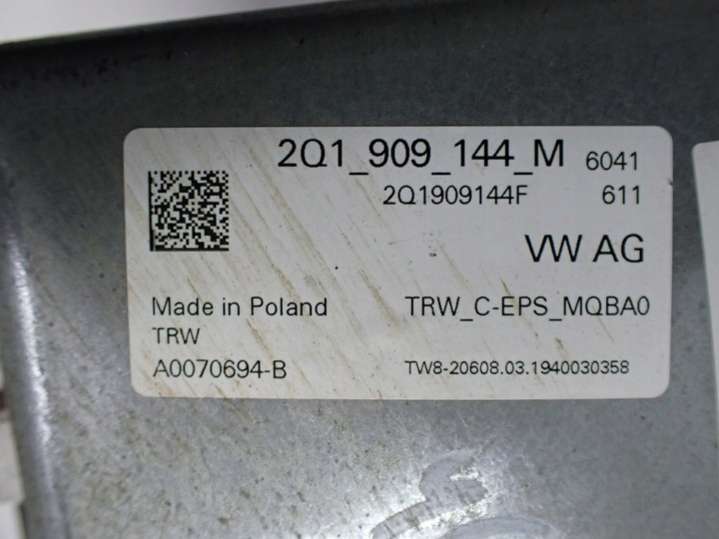 2Q1_909_144_M 6041
2Q1909144F 611
VW AG
Made in Poland TRW_C-EPS_MQBA0
TRW
A0070694-B TW8-20608.03.1940030358